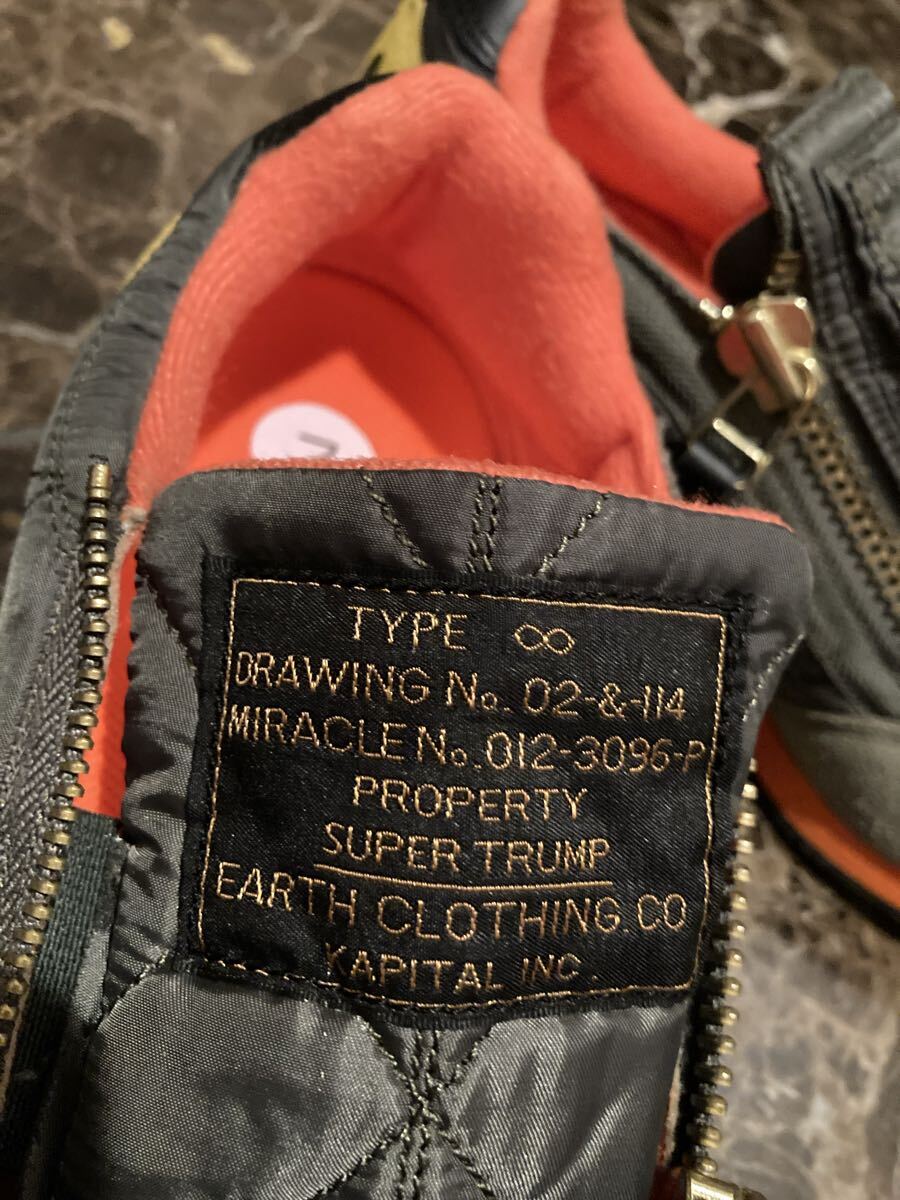 TYPE ∞
DRAWING No. 02-&-114
MIRACLE No. 012-3096-P
PROPERTY
SUPER TRUMP
EARTH CLOTHING. CO
KAPITAL INC.